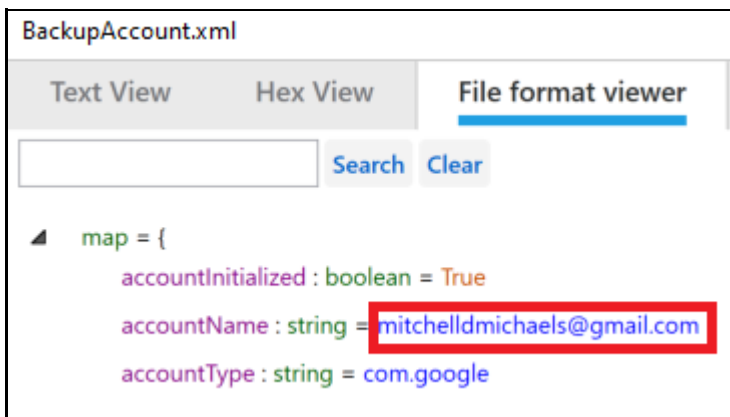 BackupAccount.xml
Text View Hex View File format viewer
Search Clear
map = {
accountInitialized : boolean = True
accountName : string = mitchelldmichaels@gmail.com
accountType : string = com.google